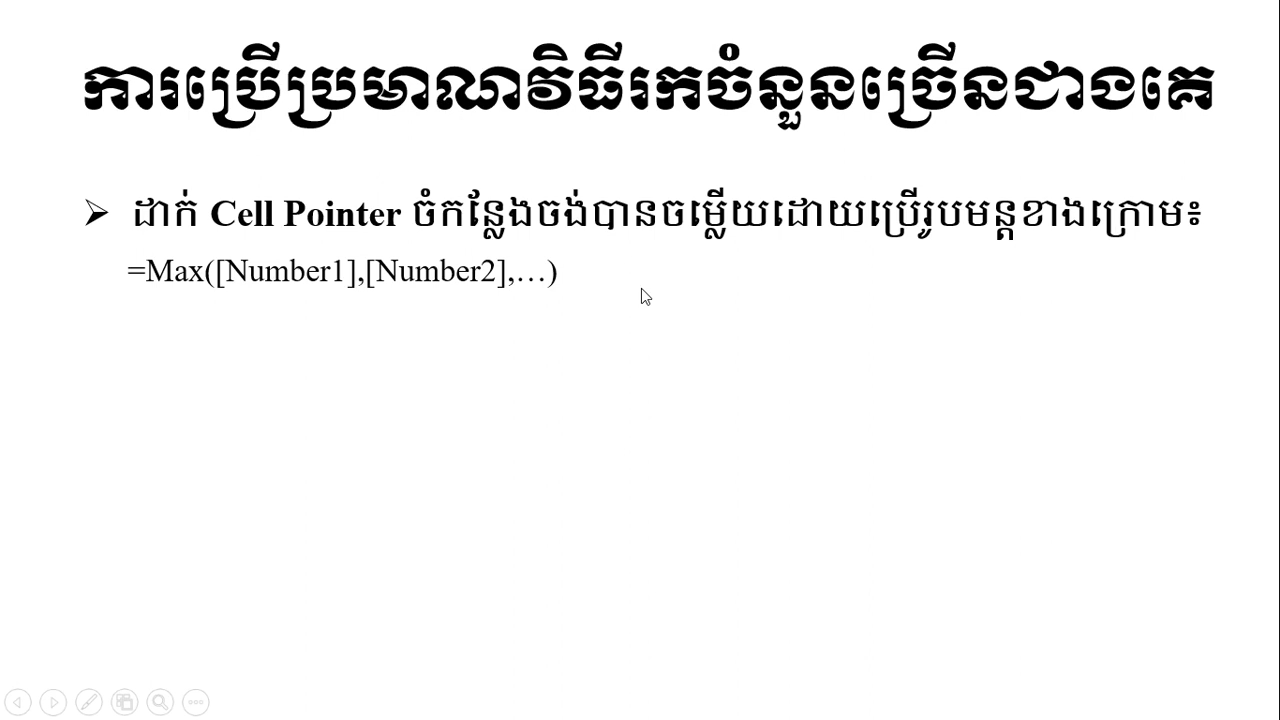 ការប្រើប្រមាណវិធីរកចំនួនច្រើនជាងគេ
➢ ដាក់ Cell Pointer ចំកន្លែងចង់បានចម្លើយដោយប្រើរូបមន្តខាងក្រោម៖
=Max([Number1],[Number2],…)